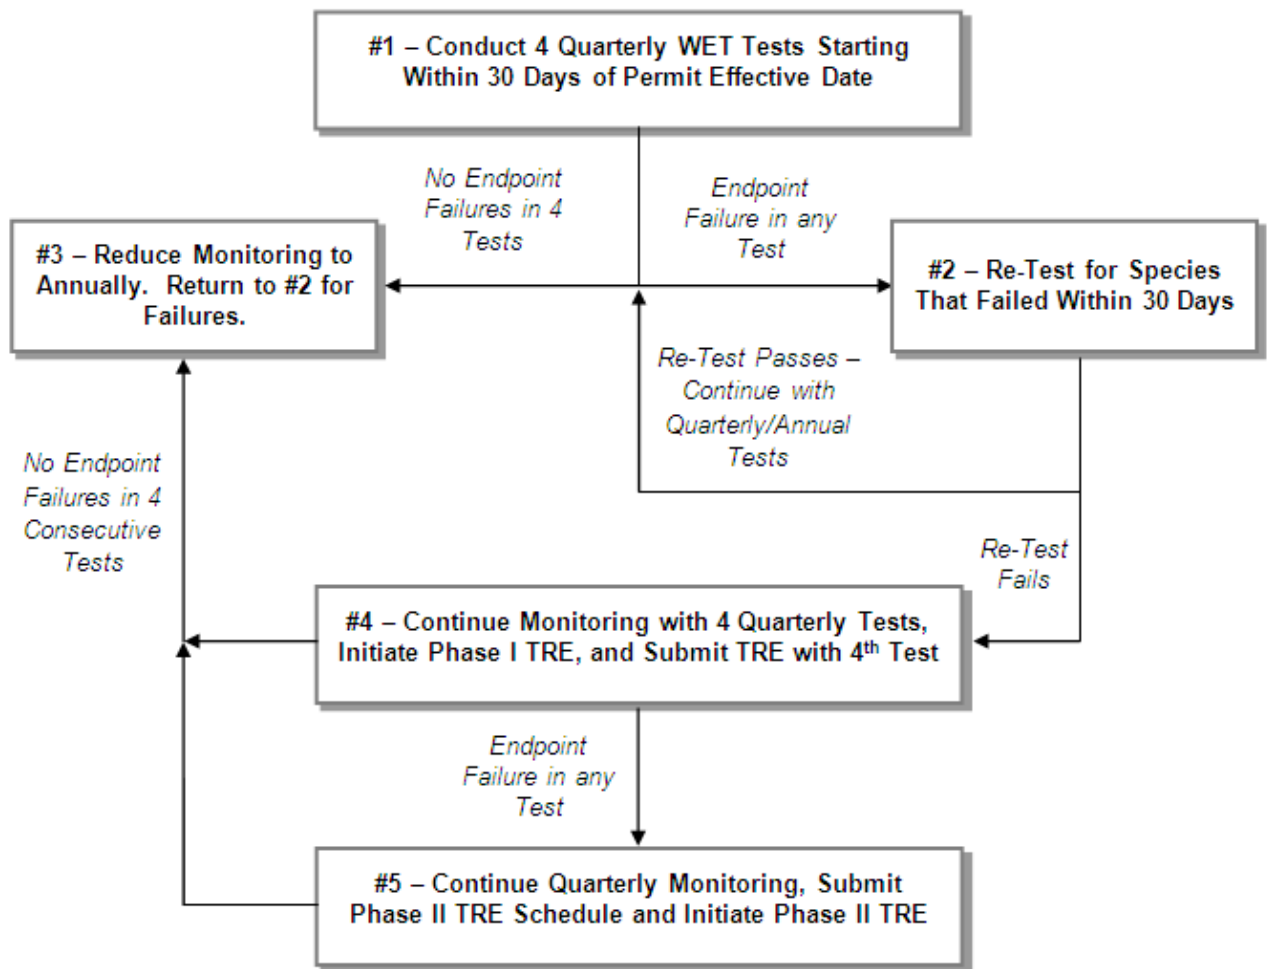 #1 – Conduct 4 Quarterly WET Tests Starting
Within 30 Days of Permit Effective Date
No Endpoint
Failures in 4
Tests
Endpoint
Failure in any
Test
#3 – Reduce Monitoring to
Annually. Return to #2 for
Failures.
#2 – Re-Test for Species
That Failed Within 30 Days
Re-Test Passes –
Continue with
Quarterly/Annual
Tests
No Endpoint
Failures in 4
Consecutive
Tests
Re-Test
Fails
#4 – Continue Monitoring with 4 Quarterly Tests,
Initiate Phase I TRE, and Submit TRE with 4th Test
Endpoint
Failure in any
Test
#5 – Continue Quarterly Monitoring, Submit
Phase II TRE Schedule and Initiate Phase II TRE